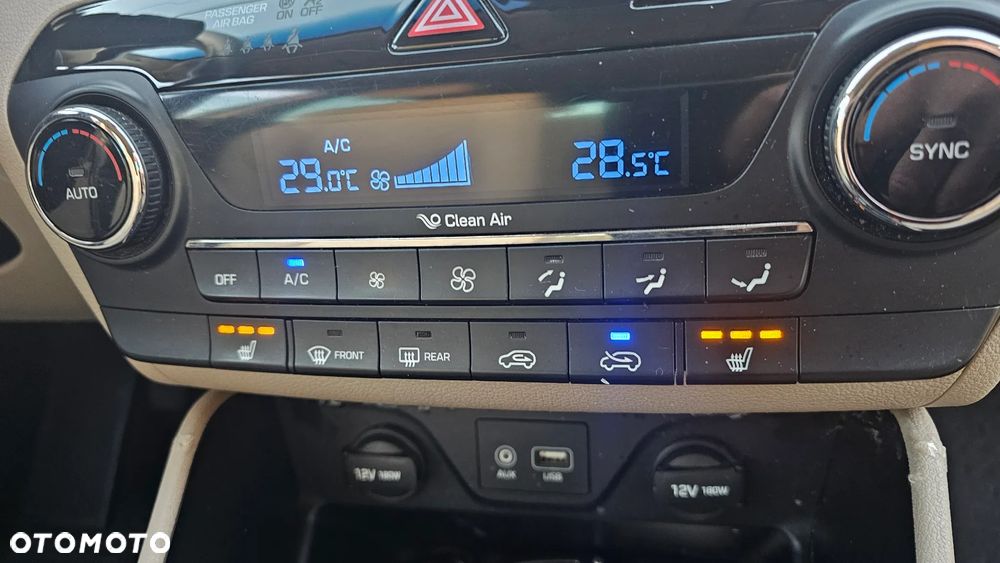 PASSENGER ON OFF
AIR BAG
A/C
29.0°C 28.5°C
AUTO
SYNC
Clean Air
OFF A/C
FRONT REAR
12V 180W AUX USB 12V 180W
OTOMOTO